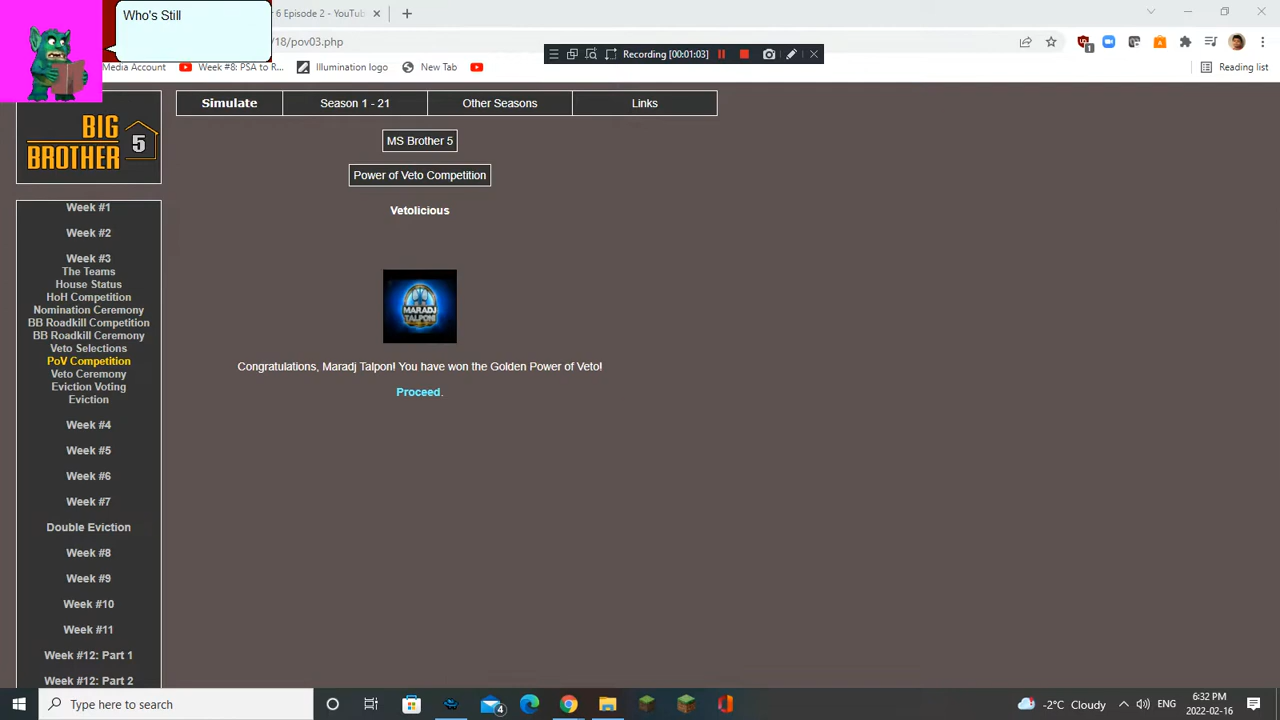 Who's Still
6 Episode 2 - YouTub
/18/pov03.php
Recording [00:01:03]
1
Media Account
Week #8: PSA to R...
Illumination logo
New Tab
Reading list
BIG
BROTHER
5
Simulate
Season 1 - 21
Other Seasons
Links
MS Brother 5
Power of Veto Competition
Vetolicious
MARADJ
TALPON
Congratulations, Maradj Talpon! You have won the Golden Power of Veto!
Proceed.
Week #1
Week #2
Week #3
The Teams
House Status
HoH Competition
Nomination Ceremony
BB Roadkill Competition
BB Roadkill Ceremony
Veto Selections
PoV Competition
Veto Ceremony
Eviction Voting
Eviction
Week #4
Week #5
Week #6
Week #7
Double Eviction
Week #8
Week #9
Week #10
Week #11
Week #12: Part 1
Week #12: Part 2
Type here to search
4
-2°C Cloudy
ENG
6:32 PM
2022-02-16